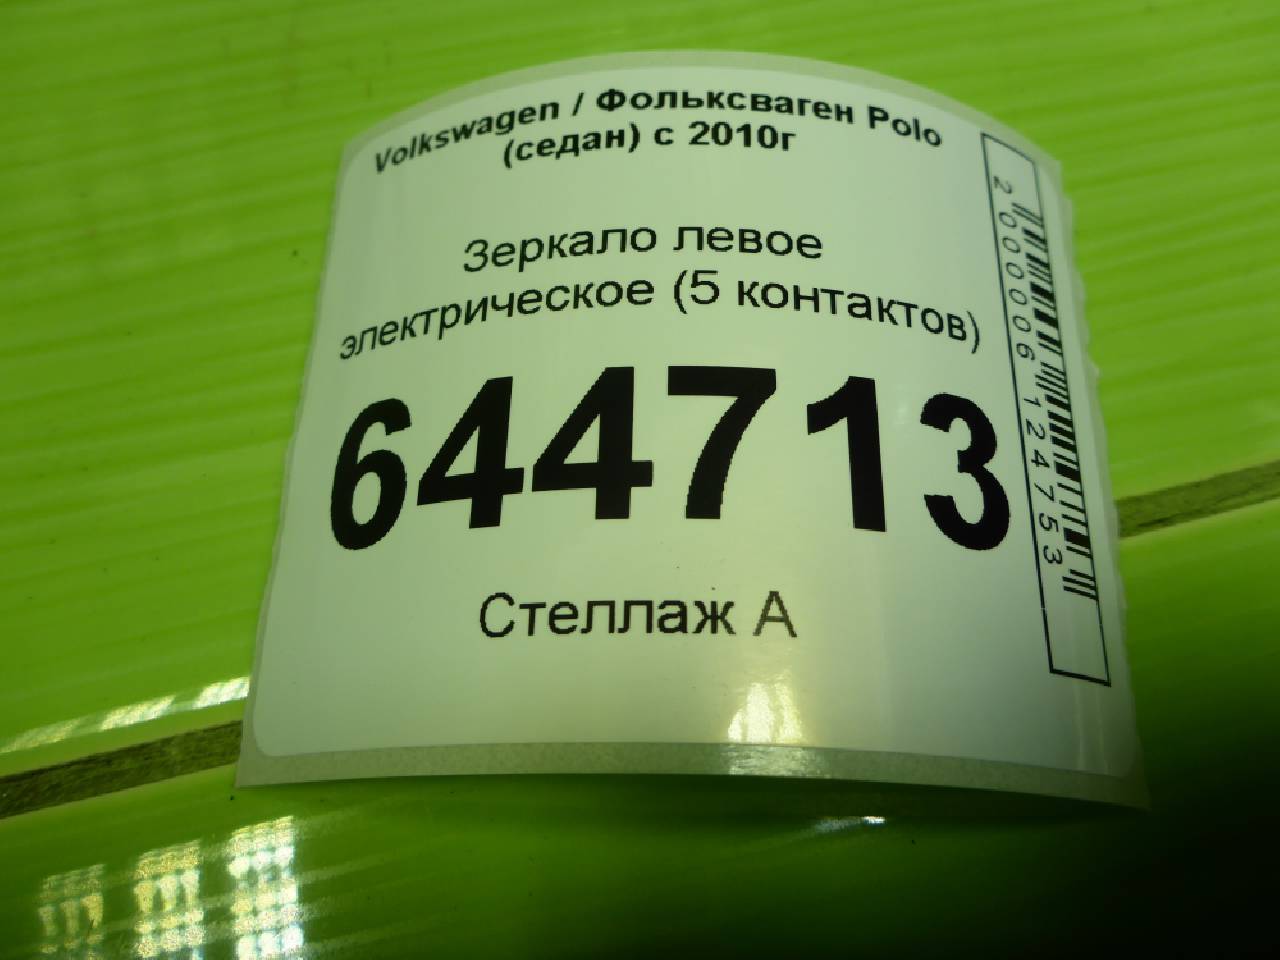 Volkswagen / Фольксваген Polo
(седан) с 2010г
Зеркало левое
электрическое (5 контактов)
644713
Стеллаж А
2000006124753